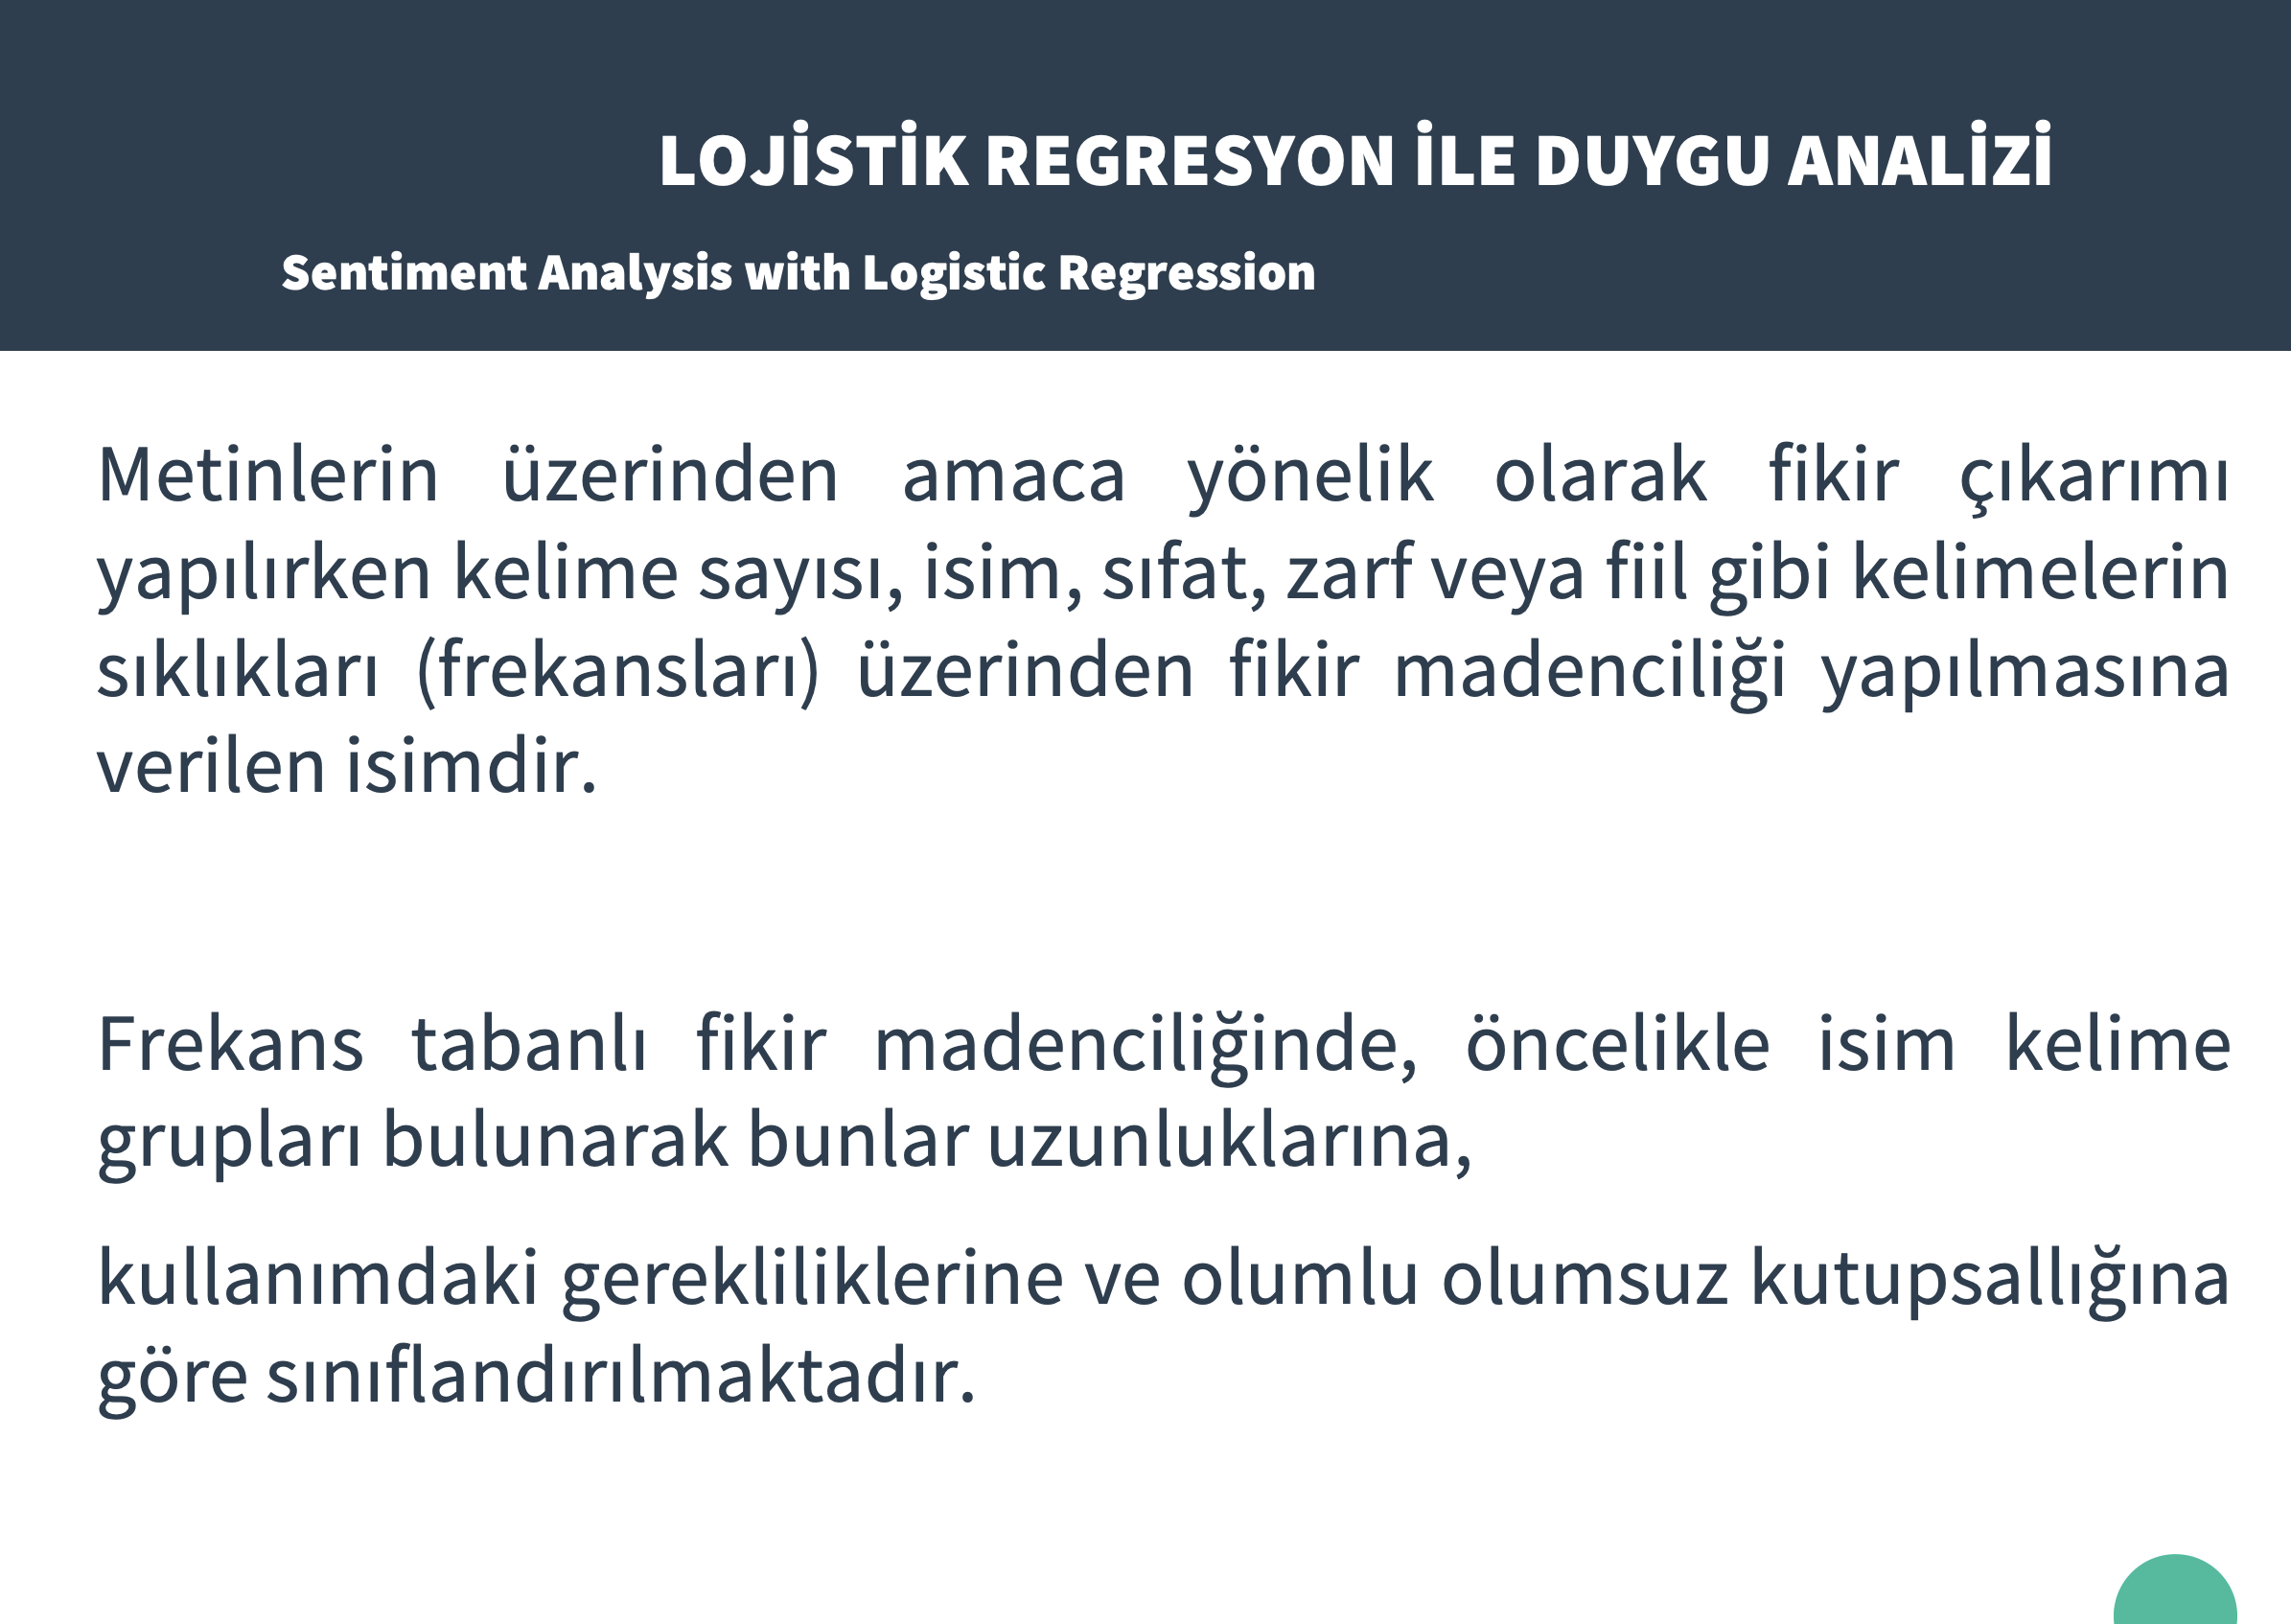 LOJİSTİK REGRESYON İLE DUYGU ANALİZİ
Sentiment Analysis with Logistic Regression
Metinlerin üzerinden amaca yönelik olarak fikir çıkarımı
yapılırken kelime sayısı, isim, sıfat, zarf veya fiil gibi kelimelerin
sıklıkları (frekansları) üzerinden fikir madenciliği yapılmasına
verilen isimdir.
Frekans tabanlı fikir madenciliğinde, öncelikle isim kelime
grupları bulunarak bunlar uzunluklarına,
kullanımdaki gerekliliklerine ve olumlu olumsuz kutupsallığına
göre sınıflandırılmaktadır.